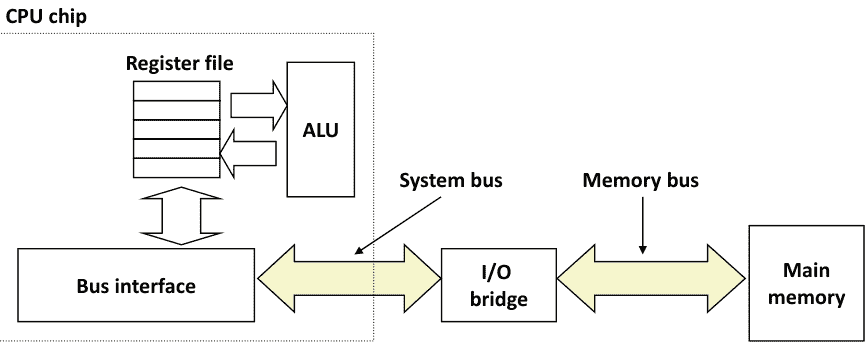 CPU chip
Register file
ALU
System bus
Memory bus
Bus interface
I/O
bridge
Main
memory